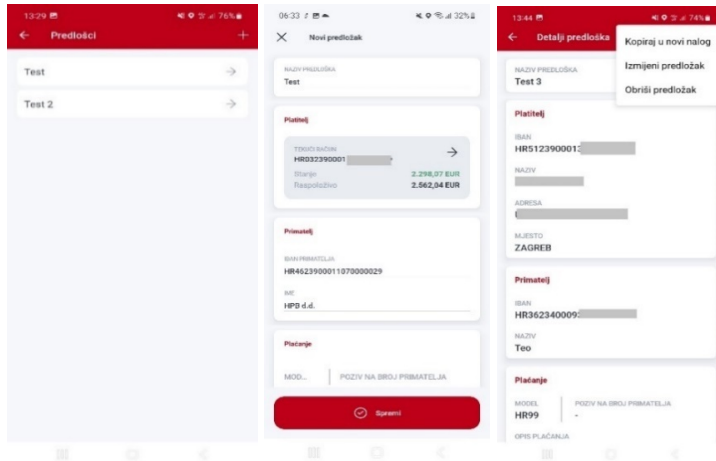 13:29
76%
Predlošci
+
Test
Test 2
06:33
32%
Novi predložak
NAZIV PREDLOŠKA
Test
Platitelj
TEKUĆI RAČUN
HR032390001
Stanje 2.298,07 EUR
Raspoloživo 2.562,04 EUR
Primatelj
IBAN PRIMATELJA
HR4623900011070000029
IME
HPB d.d.
Plaćanje
MOD... POZIV NA BROJ PRIMATELJA
Spremi
13:44
74%
Detalji predloška
Kopiraj u novi nalog
Izmijeni predložak
Obriši predložak
NAZIV PREDLOŠKA
Test 3
Platitelj
IBAN
HR512390001
NAZIV
ADRESA
MJESTO
ZAGREB
Primatelj
IBAN
HR362340009
NAZIV
Teo
Plaćanje
MODEL POZIV NA BROJ PRIMATELJA
HR99 -
OPIS PLAĆANJA